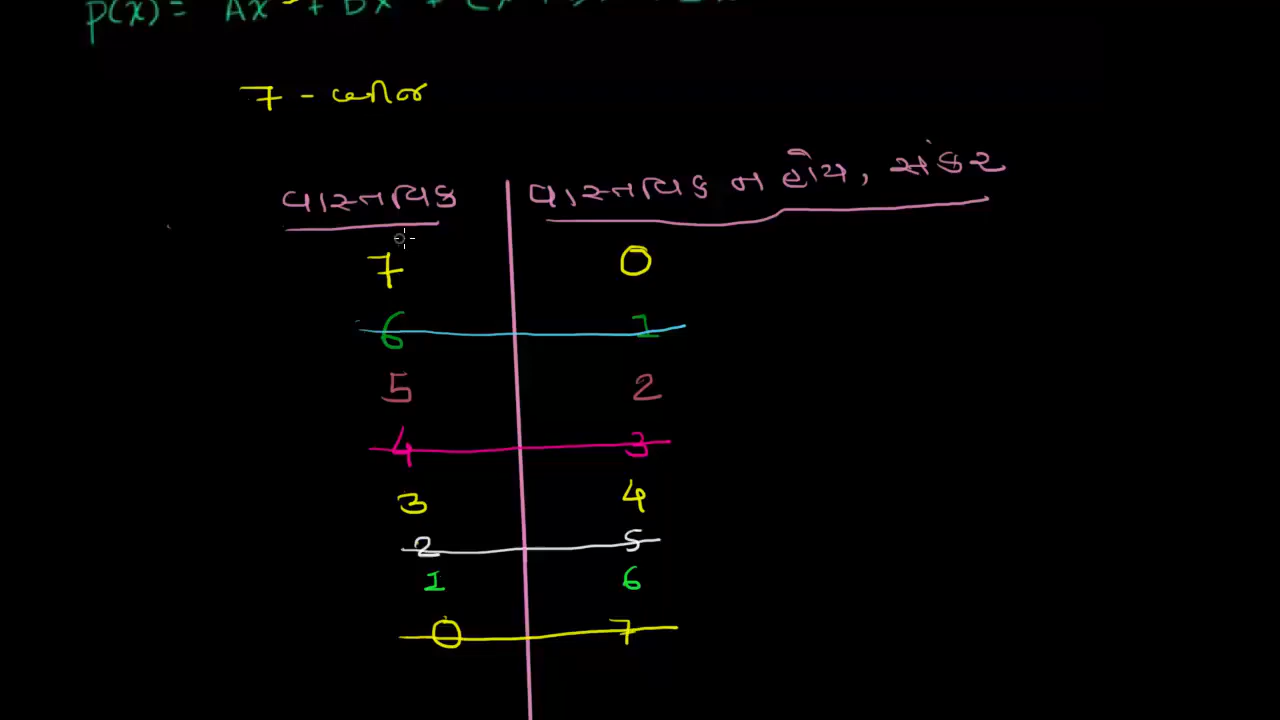 P(x) = Ax + Bx +
7 - બીજ
વાસ્તવિક વાસ્તવિક ન હોય, સંકર
7 0
6 1
5 2
4 3
3 4
2 5
1 6
0 7